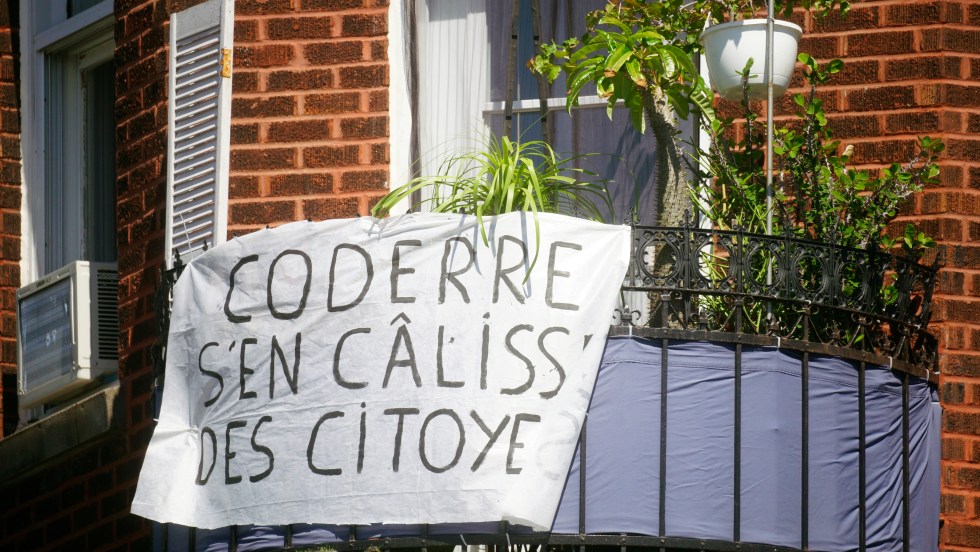 CODERRE
S'EN CÂLISS
DES CITOYE